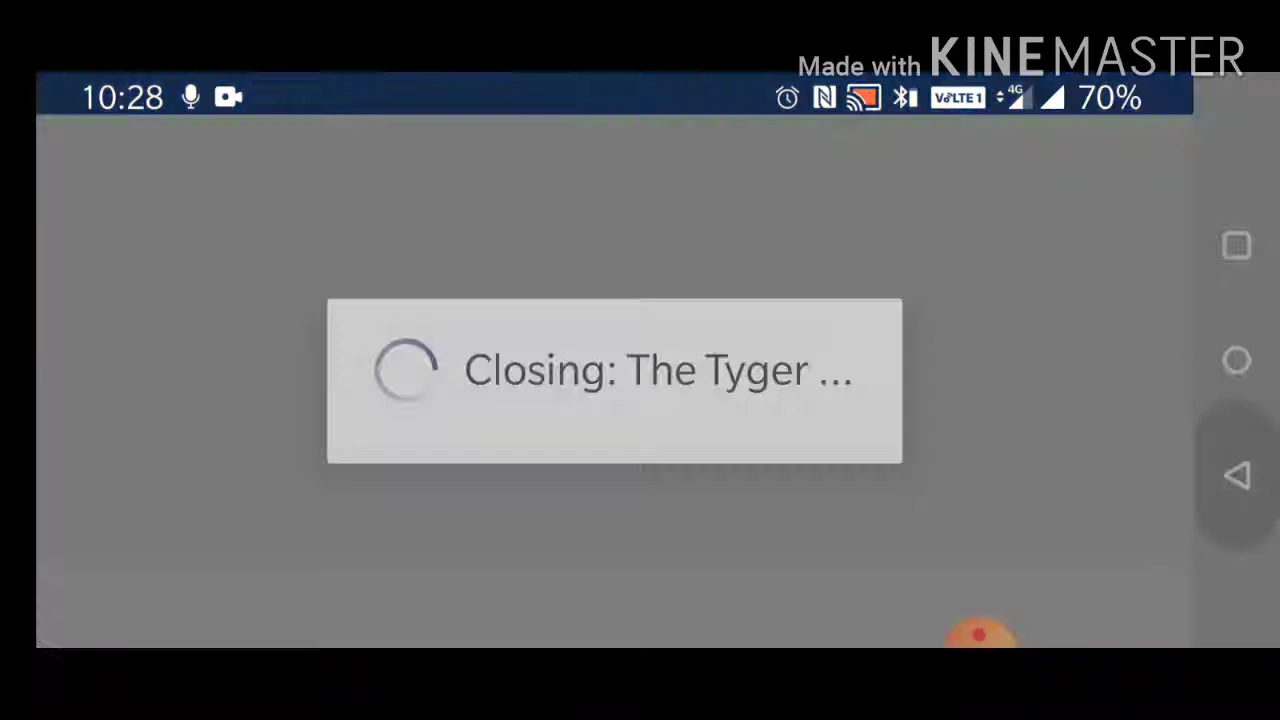 Made with KINEMASTER
10:28 VoLTE 1 4G 70%
Closing: The Tyger ...